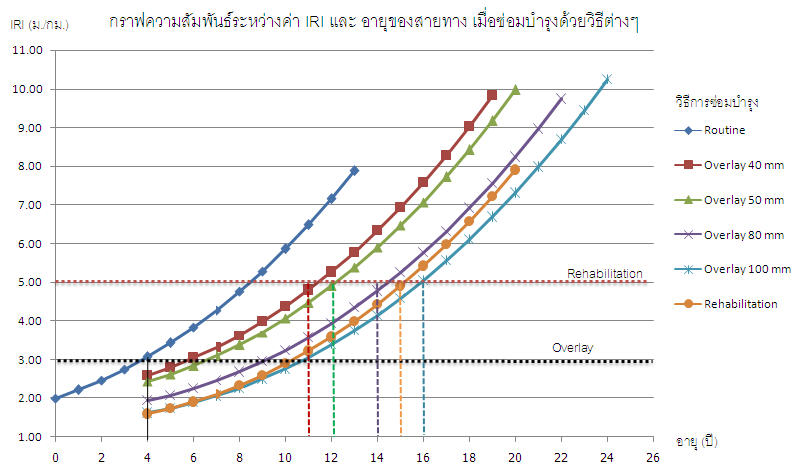 IRI (ม./กม.) กราฟความสัมพันธ์ระหว่างค่า IRI และ อายุของสายทาง เมื่อซ่อมบำรุงด้วยวิธีต่างๆ
11.00
10.00
9.00
8.00
7.00
6.00
5.00
4.00
3.00
2.00
1.00
Rehabilitation
Overlay
วิธีการซ่อมบำรุง
Routine
Overlay 40 mm
Overlay 50 mm
Overlay 80 mm
Overlay 100 mm
Rehabilitation
0 2 4 6 8 10 12 14 16 18 20 22 24 26
อายุ (ปี)